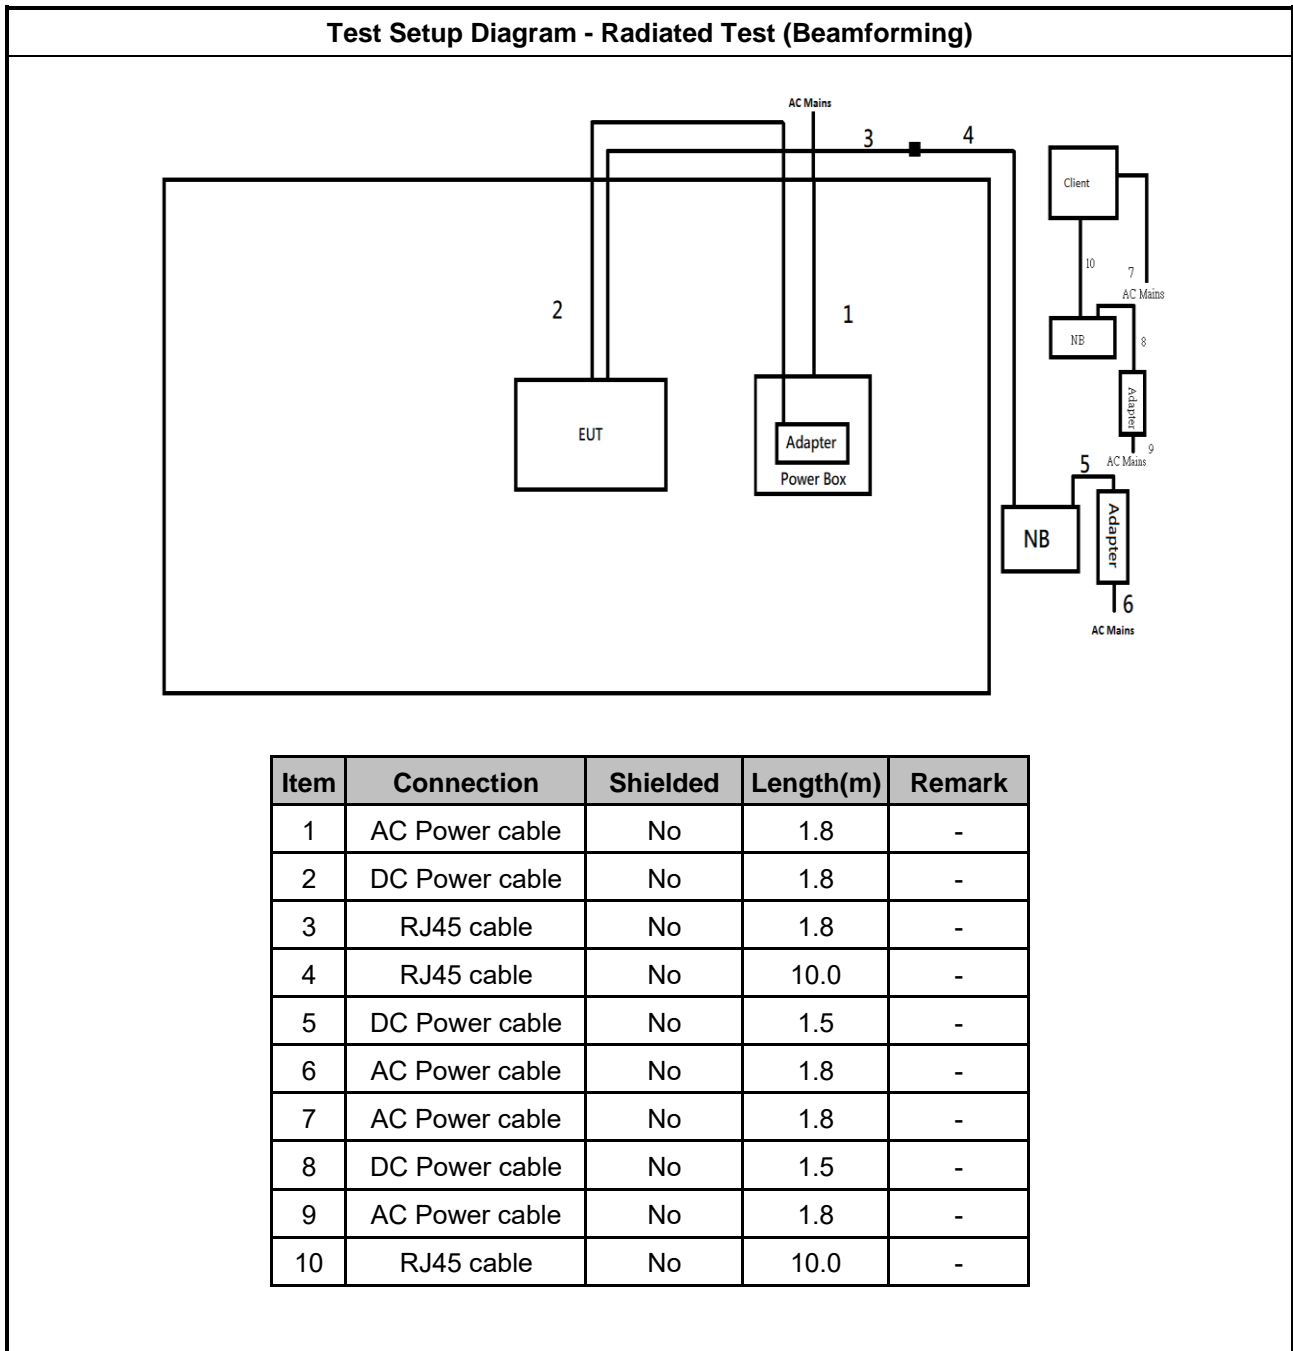 Test Setup Diagram - Radiated Test (Beamforming)
AC Mains
3
4
Client
10
7
AC Mains
2
1
NB
8
EUT
Adapter
Power Box
Adapter
9
AC Mains
5
NB
Adapter
6
AC Mains
Item Connection Shielded Length(m) Remark
1 AC Power cable No 1.8 -
2 DC Power cable No 1.8 -
3 RJ45 cable No 1.8 -
4 RJ45 cable No 10.0 -
5 DC Power cable No 1.5 -
6 AC Power cable No 1.8 -
7 AC Power cable No 1.8 -
8 DC Power cable No 1.5 -
9 AC Power cable No 1.8 -
10 RJ45 cable No 10.0 -